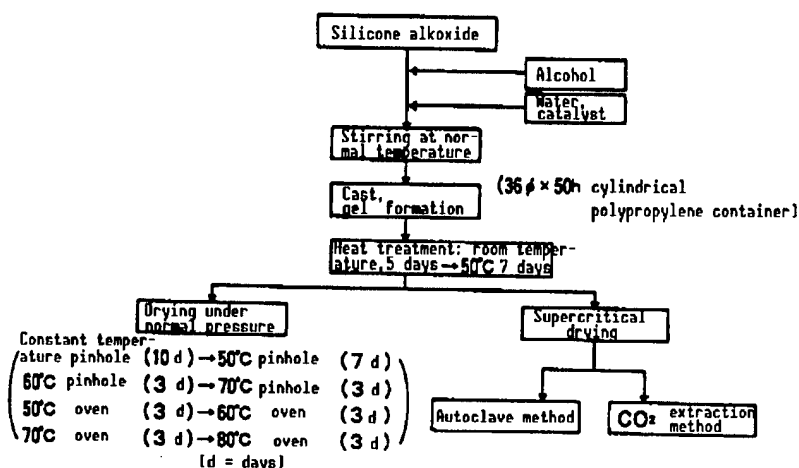 Silicone alkoxide
Alcohol
Water,
catalyst
Stirring at nor-
mal temperature
Cast,
gel formation
(36 ϕ × 50h cylindrical
polypropylene container)
Heat treatment: room temper-
ature, 5 days → 50°C 7 days
Drying under
normal pressure
Supercritical
drying
Constant temper-
ature pinhole (10 d) → 50°C pinhole (7 d)
60°C pinhole (3 d) → 70°C pinhole (3 d)
50°C oven (3 d) → 60°C oven (3 d)
70°C oven (3 d) → 80°C oven (3 d)
[d = days]
Autoclave method
CO₂ extraction
method